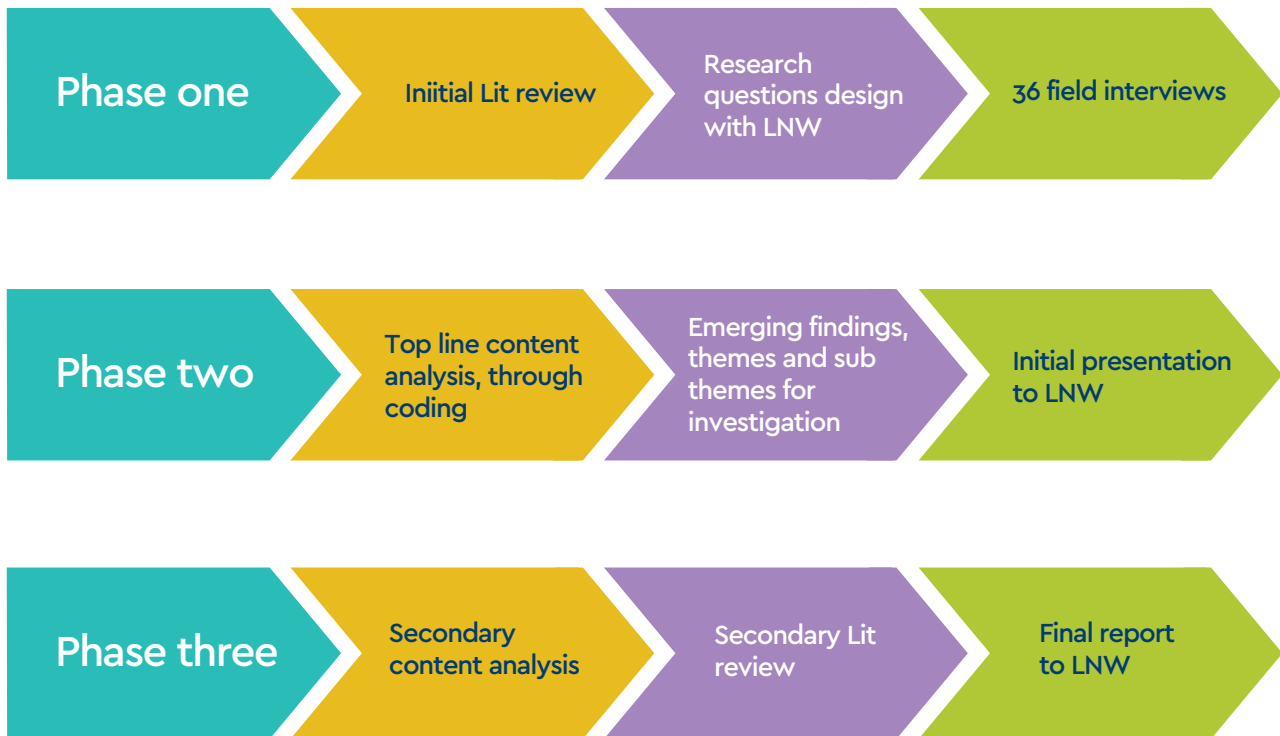 Phase one
Iniitial Lit review
Research
questions design
with LNW
36 field interviews
Phase two
Top line content
analysis, through
coding
Emerging findings,
themes and sub
themes for
investigation
Initial presentation
to LNW
Phase three
Secondary
content analysis
Secondary Lit
review
Final report
to LNW